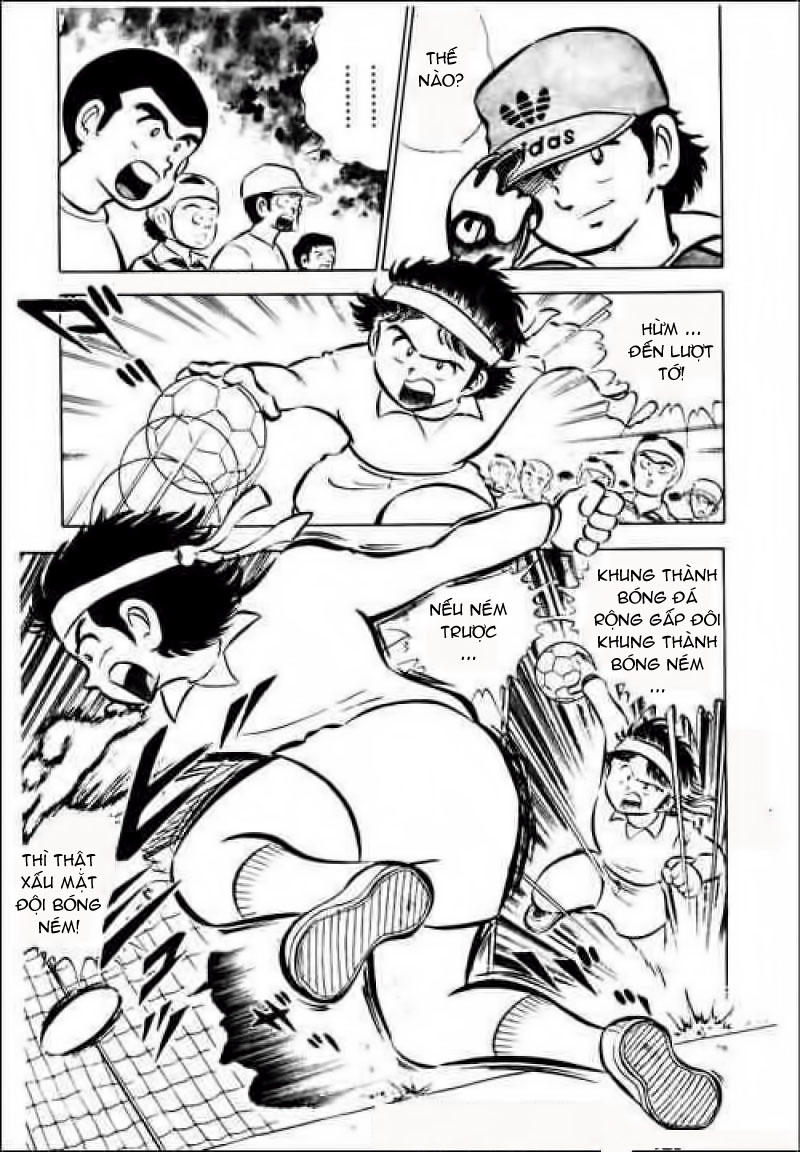 THẾ
NÀO?
..........
adidas
HỪM ...
ĐẾN LƯỢT
TỚ!
KHUNG THÀNH
BÓNG ĐÁ
RỘNG GẤP ĐÔI
KHUNG THÀNH
BÓNG NÉM
...
NẾU NÉM
TRƯỢC
...
THÌ THẬT
XẤU MẶT
ĐỘI BÓNG
NÉM!